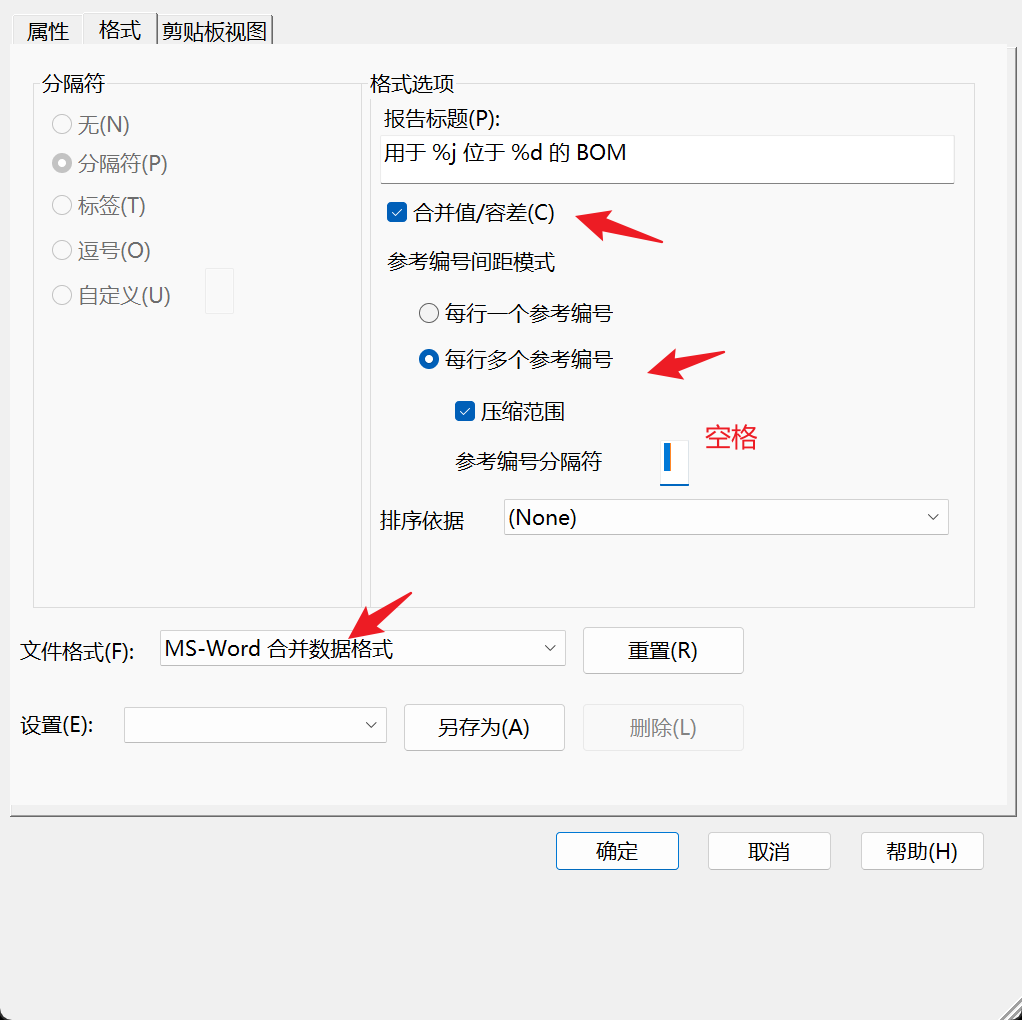 属性 格式 剪贴板视图
分隔符
无(N)
分隔符(P)
标签(T)
逗号(O)
自定义(U)
格式选项
报告标题(P):
用于 %j 位于 %d 的 BOM
合并值/容差(C)
参考编号间距模式
每行一个参考编号
每行多个参考编号
压缩范围
参考编号分隔符
空格
排序依据 (None)
文件格式(F): MS-Word 合并数据格式 重置(R)
设置(E): 另存为(A) 删除(L)
确定 取消 帮助(H)